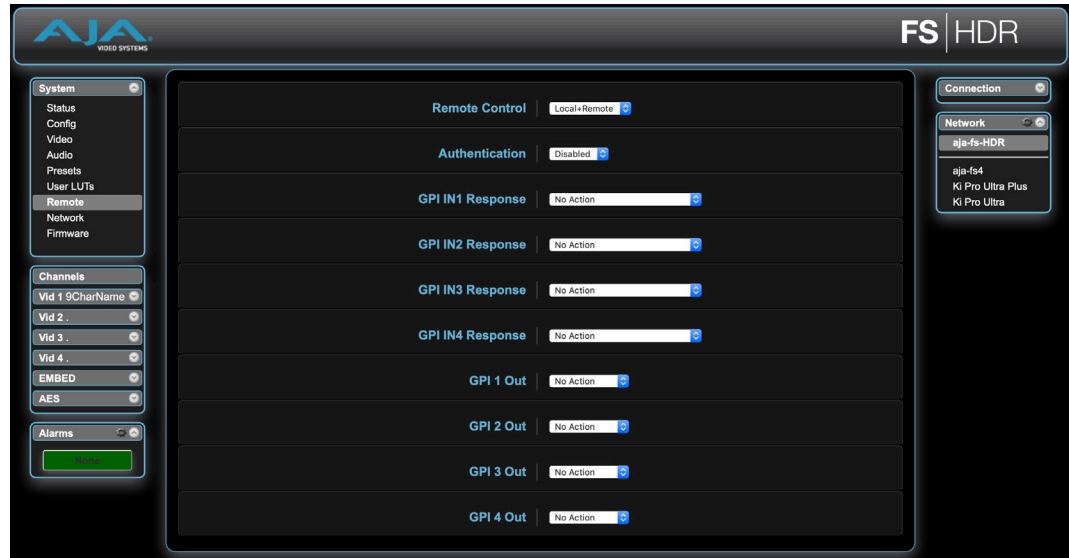 AJA
VIDEO SYSTEMS
FS HDR
System
Status
Config
Video
Audio
Presets
User LUTs
Remote
Network
Firmware
Channels
Vid 1 9CharName
Vid 2 .
Vid 3 .
Vid 4 .
EMBED
AES
Alarms
None
Remote Control Local+Remote
Authentication Disabled
GPI IN1 Response No Action
GPI IN2 Response No Action
GPI IN3 Response No Action
GPI IN4 Response No Action
GPI 1 Out No Action
GPI 2 Out No Action
GPI 3 Out No Action
GPI 4 Out No Action
Connection
Network
aja-fs-HDR
aja-fs4
Ki Pro Ultra Plus
Ki Pro Ultra